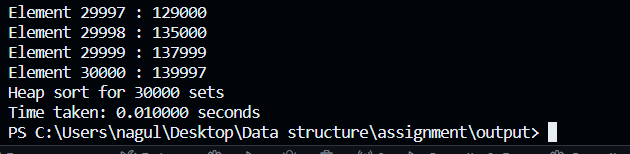 Element 29997 : 129000
Element 29998 : 135000
Element 29999 : 137999
Element 30000 : 139997
Heap sort for 30000 sets
Time taken: 0.010000 seconds
PS C:\Users\nagul\Desktop\Data structure\assignment\output>